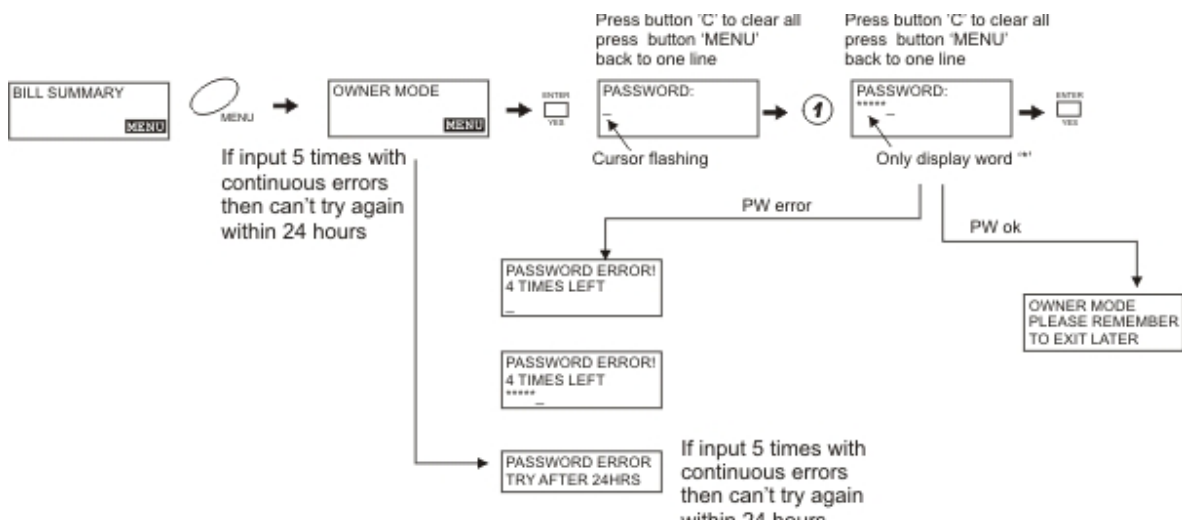 Press button 'C' to clear all
press button 'MENU'
back to one line
Press button 'C' to clear all
press button 'MENU'
back to one line
BILL SUMMARY
MENU
MENU
OWNER MODE
MENU
ENTER
YES
PASSWORD:
_
1
PASSWORD:
*****_
ENTER
YES
Cursor flashing
Only display word '*'
If input 5 times with
continuous errors
then can't try again
within 24 hours
PW error
PW ok
PASSWORD ERROR!
4 TIMES LEFT
_
OWNER MODE
PLEASE REMEMBER
TO EXIT LATER
PASSWORD ERROR!
4 TIMES LEFT
*****_
PASSWORD ERROR
TRY AFTER 24HRS
If input 5 times with
continuous errors
then can't try again
within 24 hours